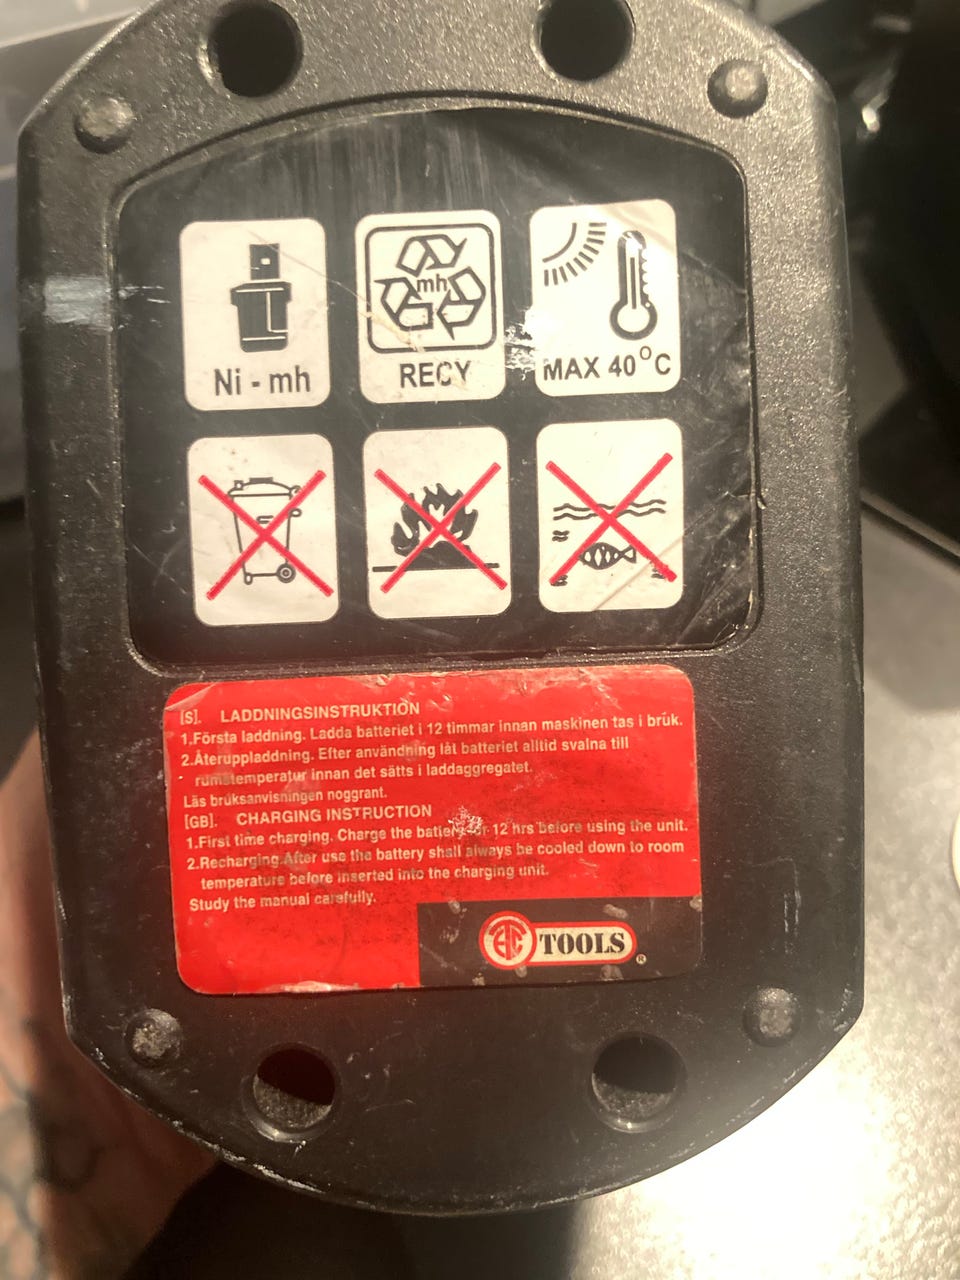 Ni - mh
mh
RECY
MAX 40°C
[S]. LADDNINGSINSTRUKTION
1.Första laddning. Ladda batteriet i 12 timmar innan maskinen tas i bruk.
2.Återuppladdning. Efter användning låt batteriet alltid svalna till
rumstemperatur innan det sätts i laddaggregatet.
Läs bruksanvisningen noggrant.
[GB]. CHARGING INSTRUCTION
1.First time charging. Charge the battery for 12 hrs before using the unit.
2.Recharging.After use the battery shall always be cooled down to room
temperature before inserted into the charging unit.
Study the manual carefully.
TOOLS ®